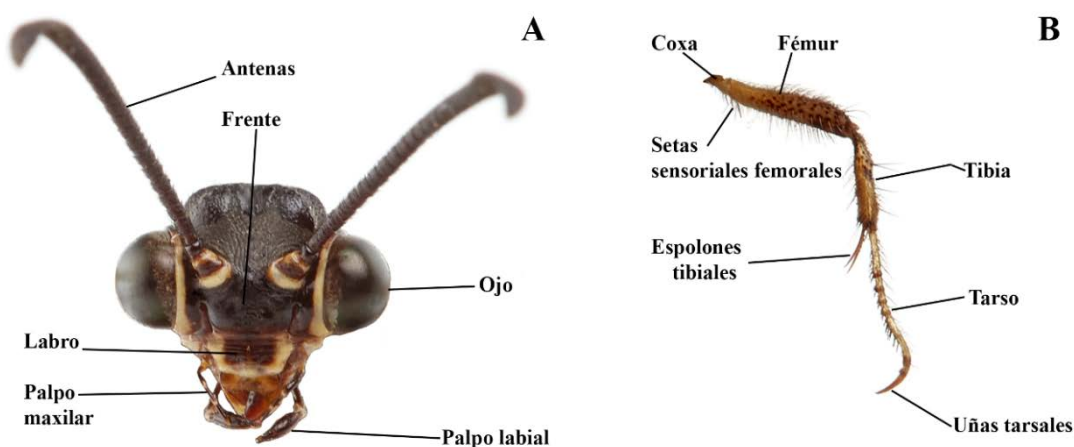 A
Antenas
Frente
Ojo
Labro
Palpo
maxilar
Palpo labial
B
Coxa
Fémur
Setas
sensoriales femorales
Tibia
Espolones
tibiales
Tarso
Uñas tarsales